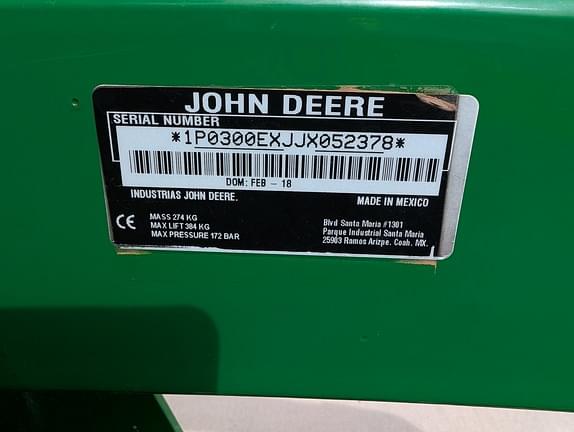 JOHN DEERE
SERIAL NUMBER
*1P0300EXJJX052378*
DOM: FEB - 18
INDUSTRIAS JOHN DEERE.
MADE IN MEXICO
CE
MASS 274 KG
MAX LIFT 384 KG
MAX PRESSURE 172 BAR
Blvd Santa Maria #1301
Parque Industrial Santa Maria
25903 Ramos Arizpe. Coah. MX.